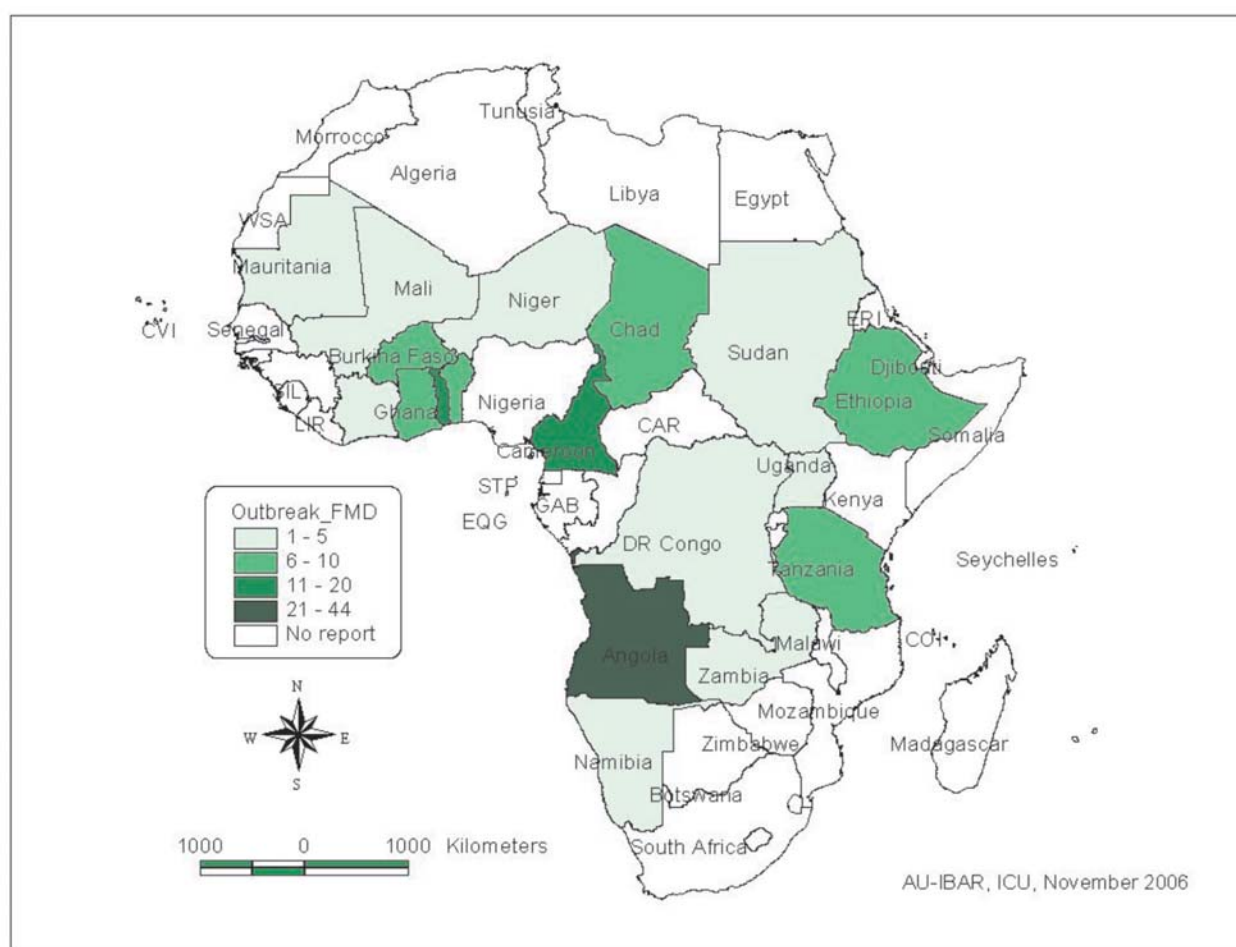 Tunusia
Morrocco
Algeria
Libya
Egypt
WSA
Mauritania
Mali
Niger
Chad
Sudan
ERI
CVI
Senegal
Burkina Faso
Djibouti
Ethiopia
SIL
Ghana
Nigeria
LIR
CAR
Somalia
Cameroon
Uganda
STP
GAB
Kenya
EQG
DR Congo
Seychelles
Tanzania
COI
Malawi
Angola
Zambia
Mozambique
Zimbabwe
Madagascar
Namibia
Botswana
South Africa
Outbreak_FMD
1 - 5
6 - 10
11 - 20
21 - 44
No report
N
W E
S
1000 0 1000 Kilometers
AU-IBAR, ICU, November 2006